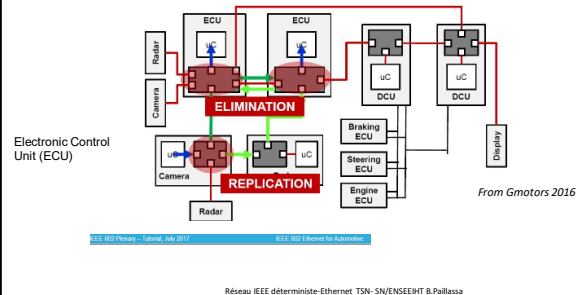 ECU
ECU
uC
uC
Radar
Camera
ELIMINATION
uC
DCU
uC
DCU
Electronic Control
Unit (ECU)
Camera
uC
REPLICATION
Radar
Braking
ECU
Steering
ECU
Engine
ECU
Display
From Gmotors 2016
IEEE 802 Plenary – Tutorial, July 2017
IEEE 802 Ethernet for Automotive
Réseau IEEE déterministe-Ethernet TSN- SN/ENSEEIHT B.Paillassa